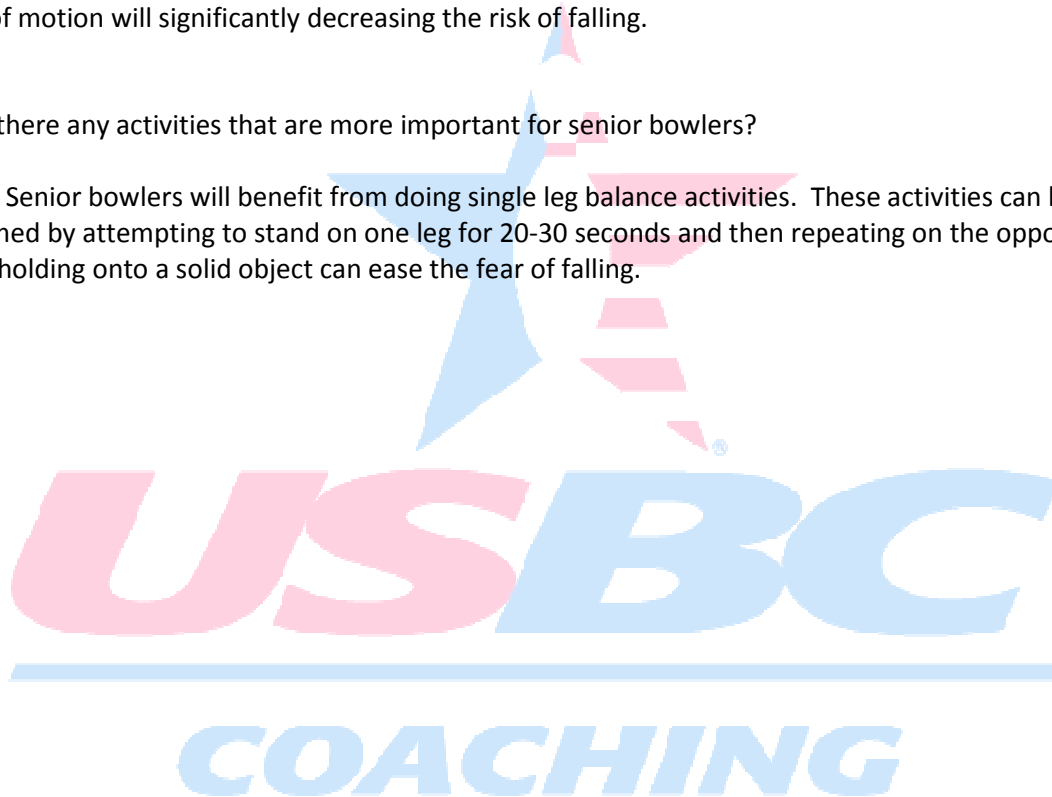 of motion will significantly decreasing the risk of falling.
there any activities that are more important for senior bowlers?
Senior bowlers will benefit from doing single leg balance activities.  These activities can
ned by attempting to stand on one leg for 20-30 seconds and then repeating on the oppo
holding onto a solid object can ease the fear of falling.
®
USBC
COACHING